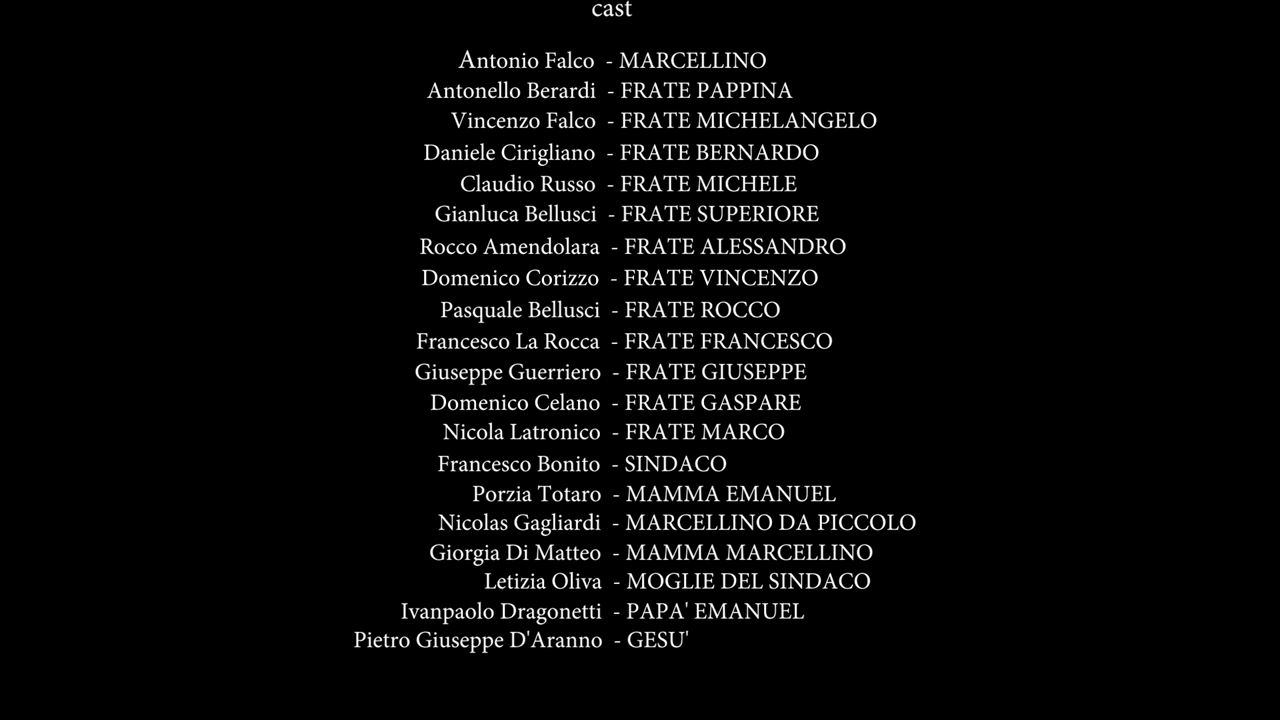 cast
Antonio Falco - MARCELLINO
Antonello Berardi - FRATE PAPPINA
Vincenzo Falco - FRATE MICHELANGELO
Daniele Cirigliano - FRATE BERNARDO
Claudio Russo - FRATE MICHELE
Gianluca Bellusci - FRATE SUPERIORE
Rocco Amendolara - FRATE ALESSANDRO
Domenico Corizzo - FRATE VINCENZO
Pasquale Bellusci - FRATE ROCCO
Francesco La Rocca - FRATE FRANCESCO
Giuseppe Guerriero - FRATE GIUSEPPE
Domenico Celano - FRATE GASPARE
Nicola Latronico - FRATE MARCO
Francesco Bonito - SINDACO
Porzia Totaro - MAMMA EMANUEL
Nicolas Gagliardi - MARCELLINO DA PICCOLO
Giorgia Di Matteo - MAMMA MARCELLINO
Letizia Oliva - MOGLIE DEL SINDACO
Ivanpaolo Dragonetti - PAPA' EMANUEL
Pietro Giuseppe D'Aranno - GESU'